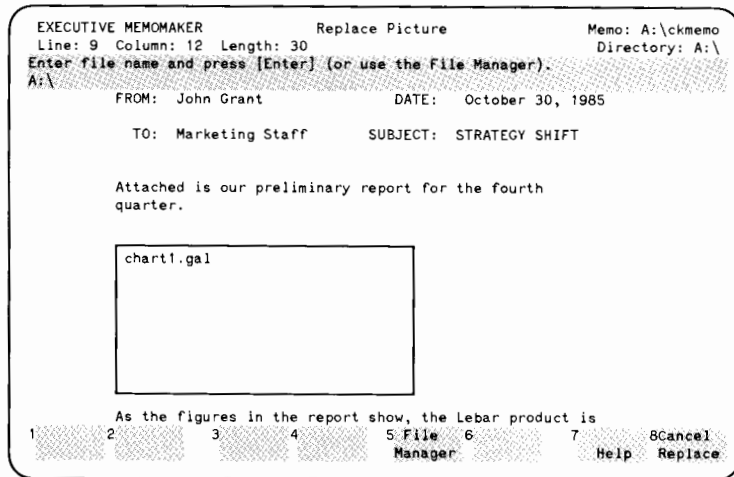 EXECUTIVE MEMOMAKER Replace Picture Memo: A:\ckmemo
Line: 9 Column: 12 Length: 30 Directory: A:\
Enter file name and press [Enter] (or use the File Manager).
A:\
FROM: John Grant DATE: October 30, 1985
TO: Marketing Staff SUBJECT: STRATEGY SHIFT
Attached is our preliminary report for the fourth
quarter.
chart1.gal
As the figures in the report show, the Lebar product is
1 2 3 4 5 File 6 7 8Cancel
Manager Help Replace